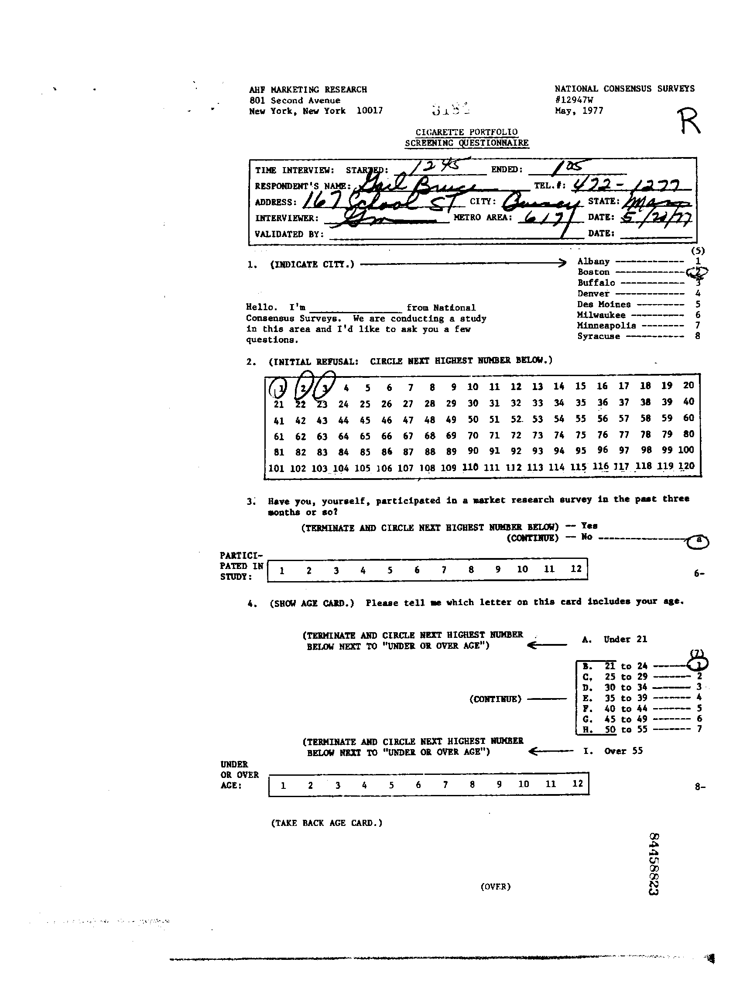 AHF MARKETING RESEARCH
801 Second Avenue
New York, New York 10017
NATIONAL CONSENSUS SURVEYS
#12947W
May, 1977
R
CIGARETTE PORTFOLIO
SCREENING QUESTIONNAIRE
TIME INTERVIEW: STARTED: 1245 ENDED: 105
RESPONDENT'S NAME: Gail Bruce TEL.#: 472-1277
ADDRESS: 167 School ST CITY: STATE: Mass
INTERVIEWER: METRO AREA: 617 DATE: 5/20/77
VALIDATED BY: DATE:
(5)
1. (INDICATE CITY.)
Albany ------------ 1
Boston ------------ 2
Buffalo ----------- 3
Denver ------------ 4
Des Moines -------- 5
Milwaukee --------- 6
Minneapolis ------- 7
Syracuse ---------- 8
Hello. I'm ________________ from National
Consensus Surveys. We are conducting a study
in this area and I'd like to ask you a few
questions.
2. (INITIAL REFUSAL: CIRCLE NEXT HIGHEST NUMBER BELOW.)
1 2 3 4 5 6 7 8 9 10 11 12 13 14 15 16 17 18 19 20
21 22 23 24 25 26 27 28 29 30 31 32 33 34 35 36 37 38 39 40
41 42 43 44 45 46 47 48 49 50 51 52 53 54 55 56 57 58 59 60
61 62 63 64 65 66 67 68 69 70 71 72 73 74 75 76 77 78 79 80
81 82 83 84 85 86 87 88 89 90 91 92 93 94 95 96 97 98 99 100
101 102 103 104 105 106 107 108 109 110 111 112 113 114 115 116 117 118 119 120
3. Have you, yourself, participated in a market research survey in the past three
months or so?
(TERMINATE AND CIRCLE NEXT HIGHEST NUMBER BELOW) -- Yes
(CONTINUE) -- No ---------------
PARTICI-
PATED IN
STUDY: 1 2 3 4 5 6 7 8 9 10 11 12
6-
4. (SHOW AGE CARD.) Please tell me which letter on this card includes your age.
(TERMINATE AND CIRCLE NEXT HIGHEST NUMBER
BELOW NEXT TO "UNDER OR OVER AGE")
A. Under 21
(7)
B. 21 to 24 ------- 1
C. 25 to 29 ------- 2
D. 30 to 34 ------- 3
(CONTINUE)
E. 35 to 39 ------- 4
F. 40 to 44 ------- 5
G. 45 to 49 ------- 6
H. 50 to 55 ------- 7
(TERMINATE AND CIRCLE NEXT HIGHEST NUMBER
BELOW NEXT TO "UNDER OR OVER AGE")
I. Over 55
UNDER
OR OVER
AGE: 1 2 3 4 5 6 7 8 9 10 11 12
8-
(TAKE BACK AGE CARD.)
(OVER)
84458823